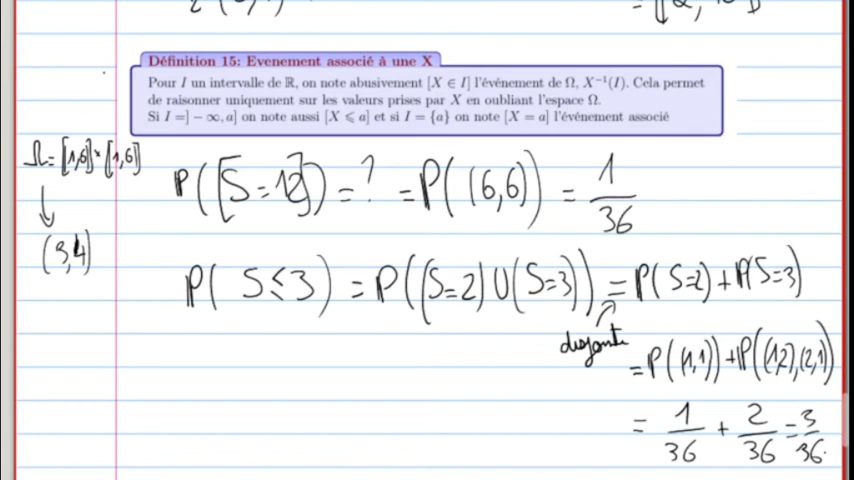 Définition 15: Evenement associé à une X
Pour I un intervalle de ℝ, on note abusivement [X ∈ I] l'événement de Ω, X⁻¹(I). Cela permet
de raisonner uniquement sur les valeurs prises par X en oubliant l'espace Ω.
Si I =] − ∞, a] on note aussi [X ⩽ a] et si I = {a} on note [X = a] l'événement associé
Ω = [1,6] × [1,6]
(3,4)
P([S = 12]) = ? = P((6,6)) = 1/36
P(S ≤ 3) = P((S=2) ∪ (S=3)) = P(S=2) + P(S=3)
disjoints
= P((1,1)) + P((1,2),(2,1))
= 1/36 + 2/36 = 3/36.